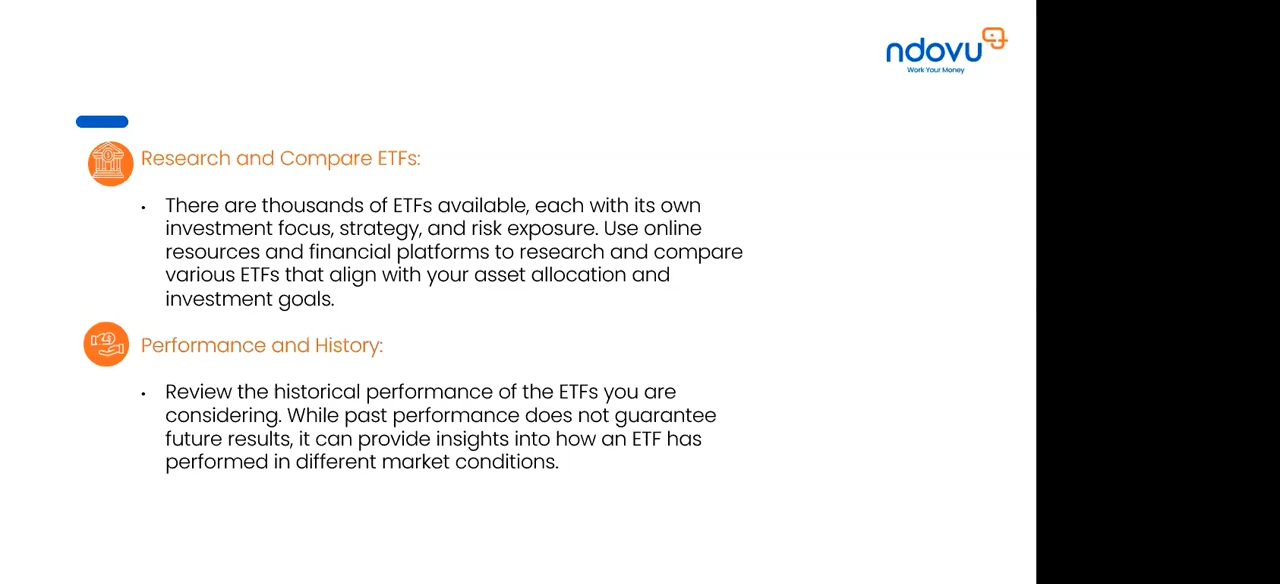 ndovu
Work Your Money
Research and Compare ETFs:
• There are thousands of ETFs available, each with its own
investment focus, strategy, and risk exposure. Use online
resources and financial platforms to research and compare
various ETFs that align with your asset allocation and
investment goals.
Performance and History:
• Review the historical performance of the ETFs you are
considering. While past performance does not guarantee
future results, it can provide insights into how an ETF has
performed in different market conditions.